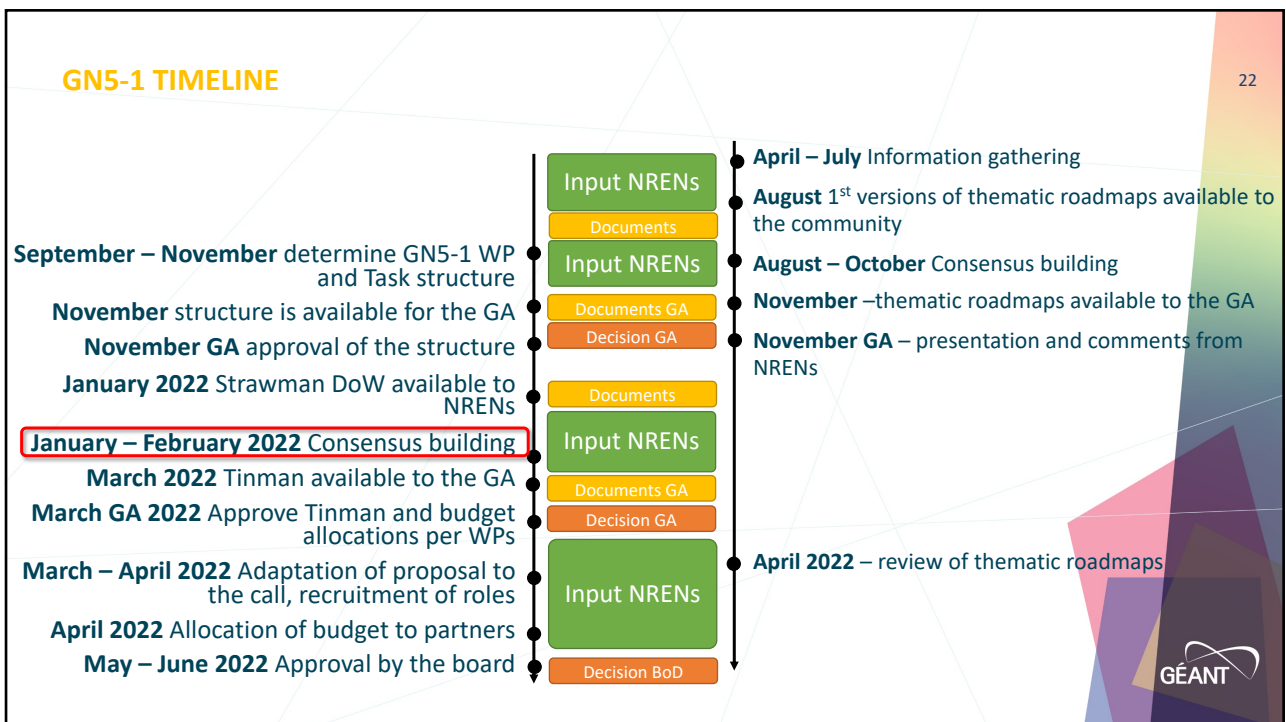 GN5-1 TIMELINE
22
September – November determine GN5-1 WP
and Task structure
November structure is available for the GA
November GA approval of the structure
January 2022 Strawman DoW available to
NRENs
January – February 2022 Consensus building
March 2022 Tinman available to the GA
March GA 2022 Approve Tinman and budget
allocations per WPs
March – April 2022 Adaptation of proposal to
the call, recruitment of roles
April 2022 Allocation of budget to partners
May – June 2022 Approval by the board
Input NRENs
Documents
Input NRENs
Documents GA
Decision GA
Documents
Input NRENs
Documents GA
Decision GA
Input NRENs
Decision BoD
April – July Information gathering
August 1st versions of thematic roadmaps available to
the community
August – October Consensus building
November –thematic roadmaps available to the GA
November GA – presentation and comments from
NRENs
April 2022 – review of thematic roadmaps
GÉANT